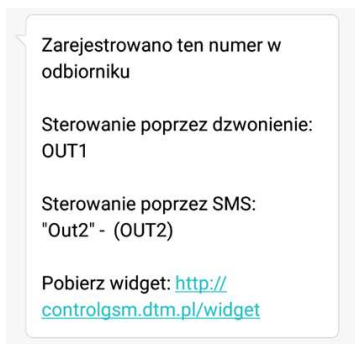 Zarejestrowano ten numer w
odbiorniku
Sterowanie poprzez dzwonienie:
OUT1
Sterowanie poprzez SMS:
"Out2" - (OUT2)
Pobierz widget: http://
controlgsm.dtm.pl/widget